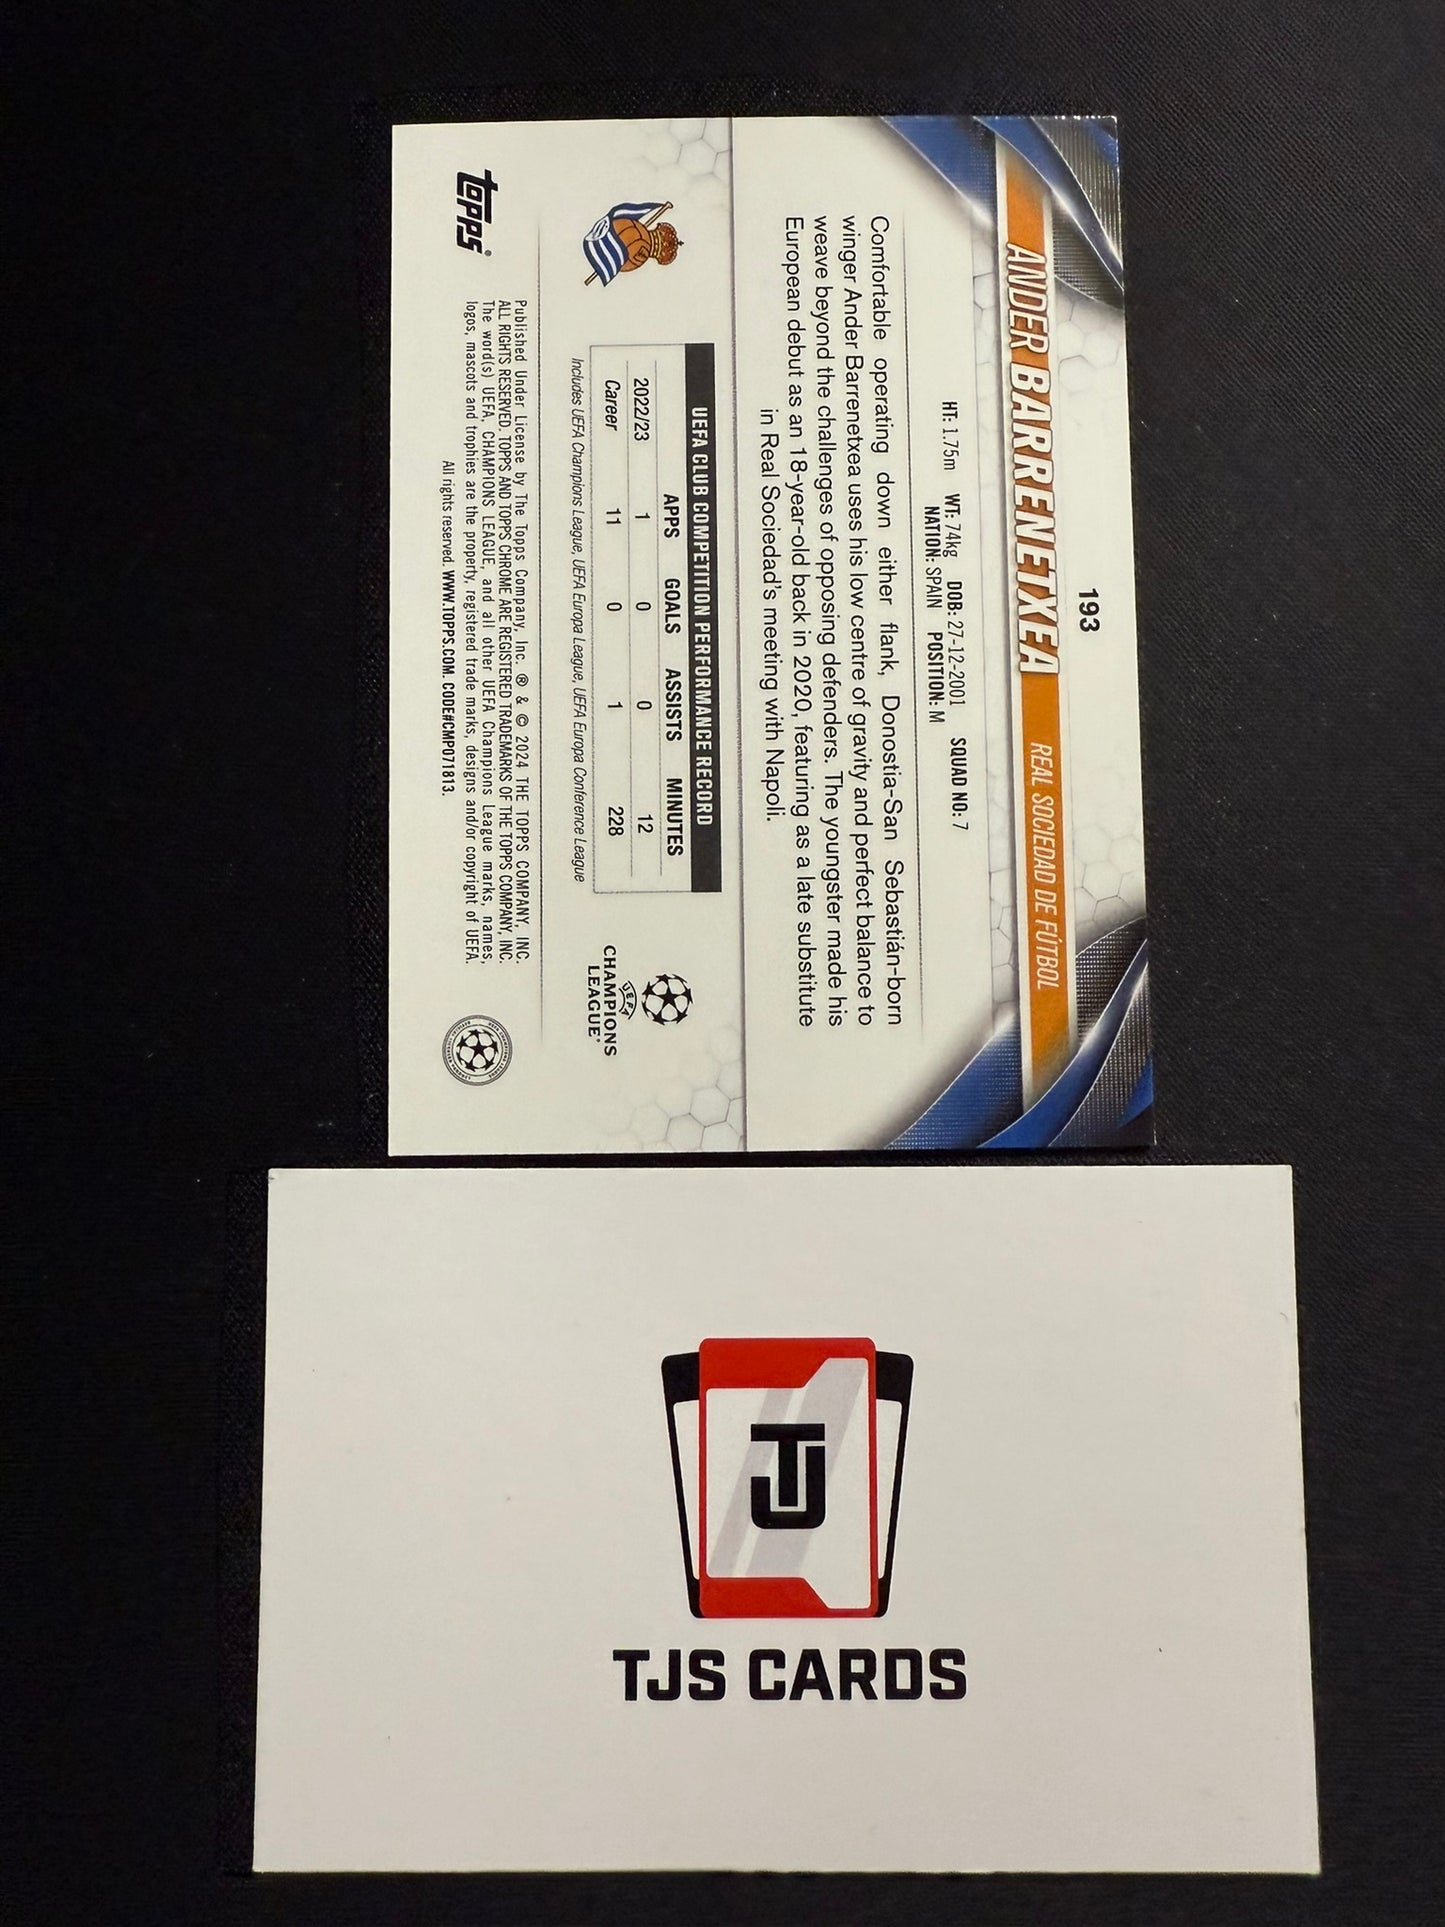 193
ANDER BARRENETXEA REAL SOCIEDAD DE FÚTBOL
HT: 1.75m WT: 74kg DOB: 27-12-2001 SQUAD NO: 7
NATION: SPAIN POSITION: M
Comfortable operating down either flank, Donostia-San Sebastián-born
winger Ander Barrenetxea uses his low centre of gravity and perfect balance to
weave beyond the challenges of opposing defenders. The youngster made his
European debut as an 18-year-old back in 2020, featuring as a late substitute
in Real Sociedad's meeting with Napoli.
UEFA CLUB COMPETITION PERFORMANCE RECORD
APPS GOALS ASSISTS MINUTES
2022/23 1 0 0 12
Career 11 0 1 228
Includes UEFA Champions League, UEFA Europa League, UEFA Europa Conference League
UEFA
CHAMPIONS
LEAGUE®
topps®
Published Under License by The Topps Company, Inc. ® & © 2024 THE TOPPS COMPANY, INC.
ALL RIGHTS RESERVED. TOPPS AND TOPPS CHROME ARE REGISTERED TRADEMARKS OF THE TOPPS COMPANY, INC.
The word(s) UEFA, CHAMPIONS LEAGUE, and all other UEFA Champions League marks, names,
logos, mascots and trophies are the property, registered trade marks, designs and/or copyright of UEFA.
All rights reserved. WWW.TOPPS.COM. CODE#CMP071813.
TJ
TJS CARDS